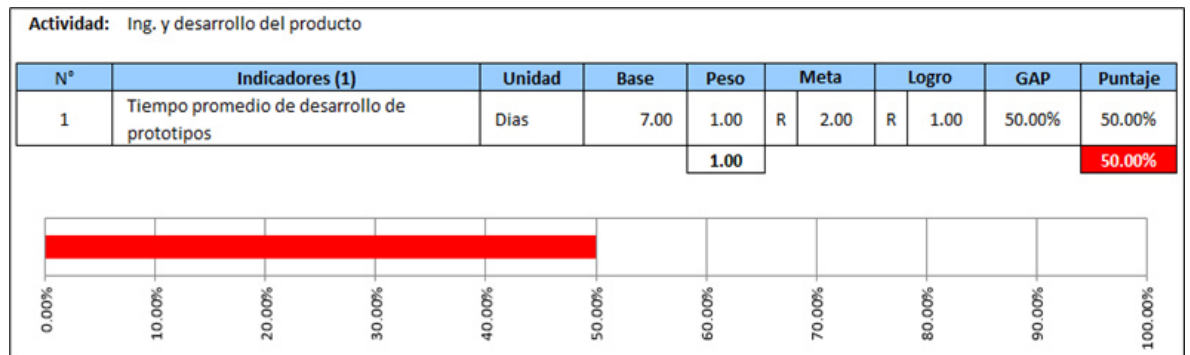 Actividad: Ing. y desarrollo del producto
N° Indicadores (1) Unidad Base Peso Meta Logro GAP Puntaje
1 Tiempo promedio de desarrollo de prototipos Dias 7.00 1.00 R 2.00 R 1.00 50.00% 50.00%
1.00 50.00%
0.00% 10.00% 20.00% 30.00% 40.00% 50.00% 60.00% 70.00% 80.00% 90.00% 100.00%